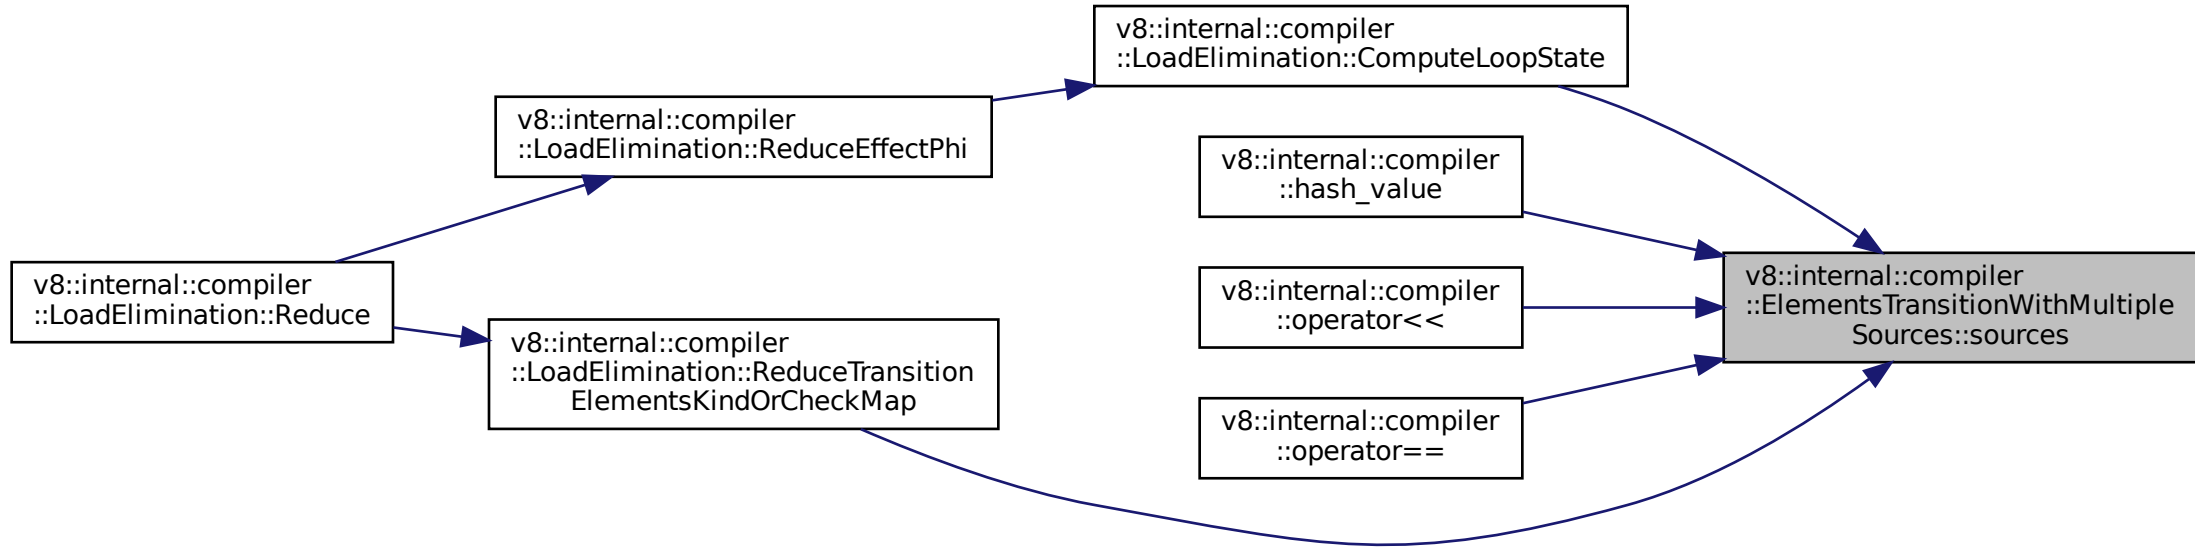 v8::internal::compiler
::LoadElimination::ComputeLoopState
v8::internal::compiler
::LoadElimination::ReduceEffectPhi
v8::internal::compiler
::hash_value
v8::internal::compiler
::ElementsTransitionWithMultiple
Sources::sources
v8::internal::compiler
::LoadElimination::Reduce
v8::internal::compiler
::operator<<
v8::internal::compiler
::LoadElimination::ReduceTransition
ElementsKindOrCheckMap
v8::internal::compiler
::operator==